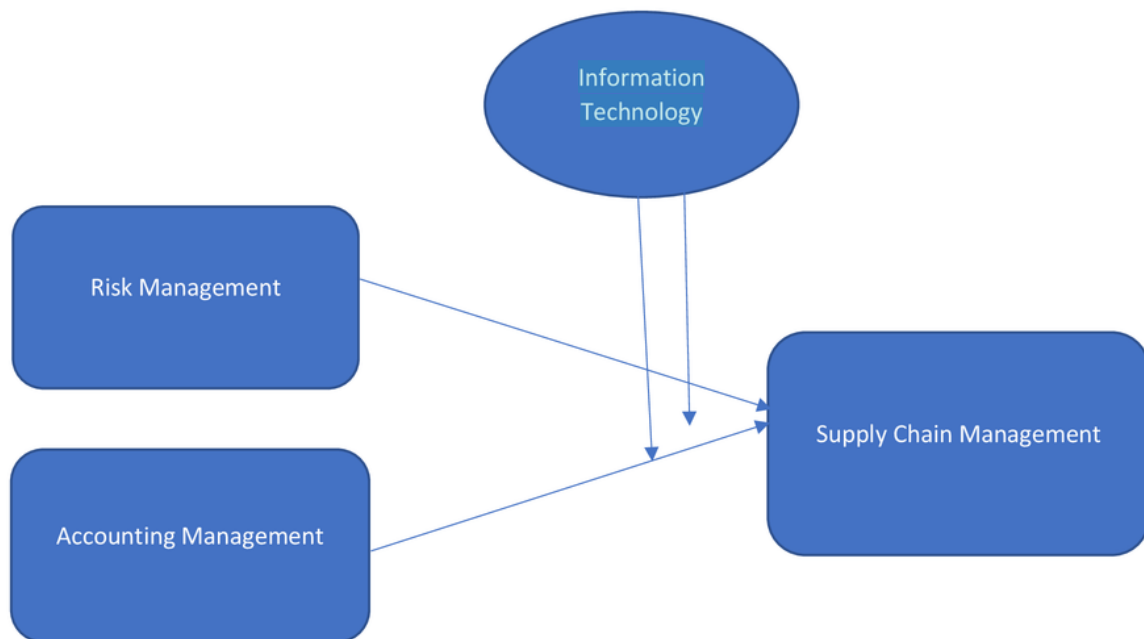 Information
Technology
Risk Management
Supply Chain Management
Accounting Management